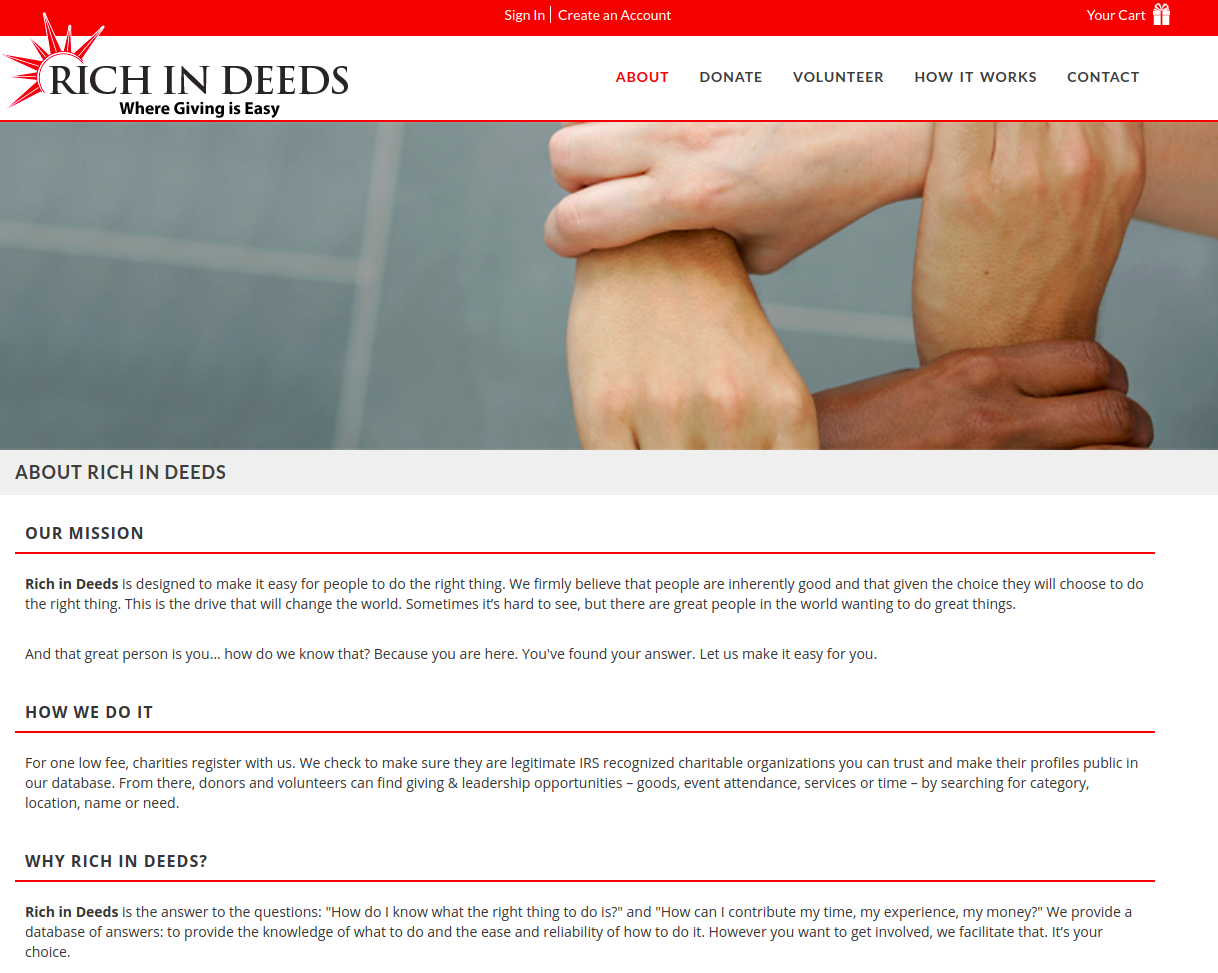 Sign In
Create an Account
Your Cart
RICH IN DEEDS
Where Giving is Easy
ABOUT
DONATE
VOLUNTEER
HOW IT WORKS
CONTACT
ABOUT RICH IN DEEDS
OUR MISSION
Rich in Deeds is designed to make it easy for people to do the right thing. We firmly believe that people are inherently good and that given the choice they will choose to do
the right thing. This is the drive that will change the world. Sometimes it’s hard to see, but there are great people in the world wanting to do great things.
And that great person is you... how do we know that? Because you are here. You've found your answer. Let us make it easy for you.
HOW WE DO IT
For one low fee, charities register with us. We check to make sure they are legitimate IRS recognized charitable organizations you can trust and make their profiles public in
our database. From there, donors and volunteers can find giving & leadership opportunities – goods, event attendance, services or time – by searching for category,
location, name or need.
WHY RICH IN DEEDS?
Rich in Deeds is the answer to the questions: "How do I know what the right thing to do is?" and "How can I contribute my time, my experience, my money?" We provide a
database of answers: to provide the knowledge of what to do and the ease and reliability of how to do it. However you want to get involved, we facilitate that. It’s your
choice.